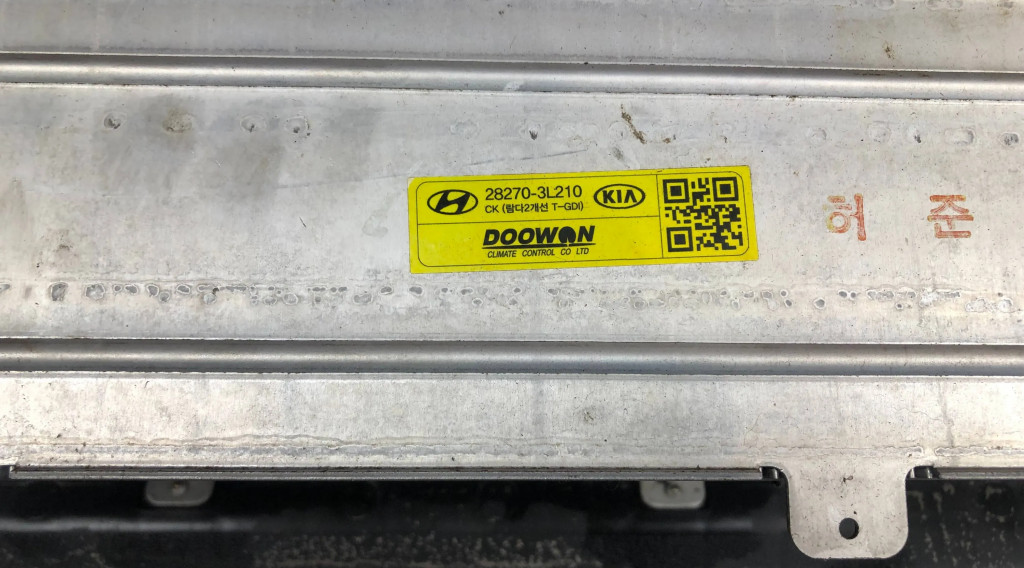 28270-3L210 KIA
CK (람다2개선 T-GDI)
DOOWON
CLIMATE CONTROL CO LTD
허 준